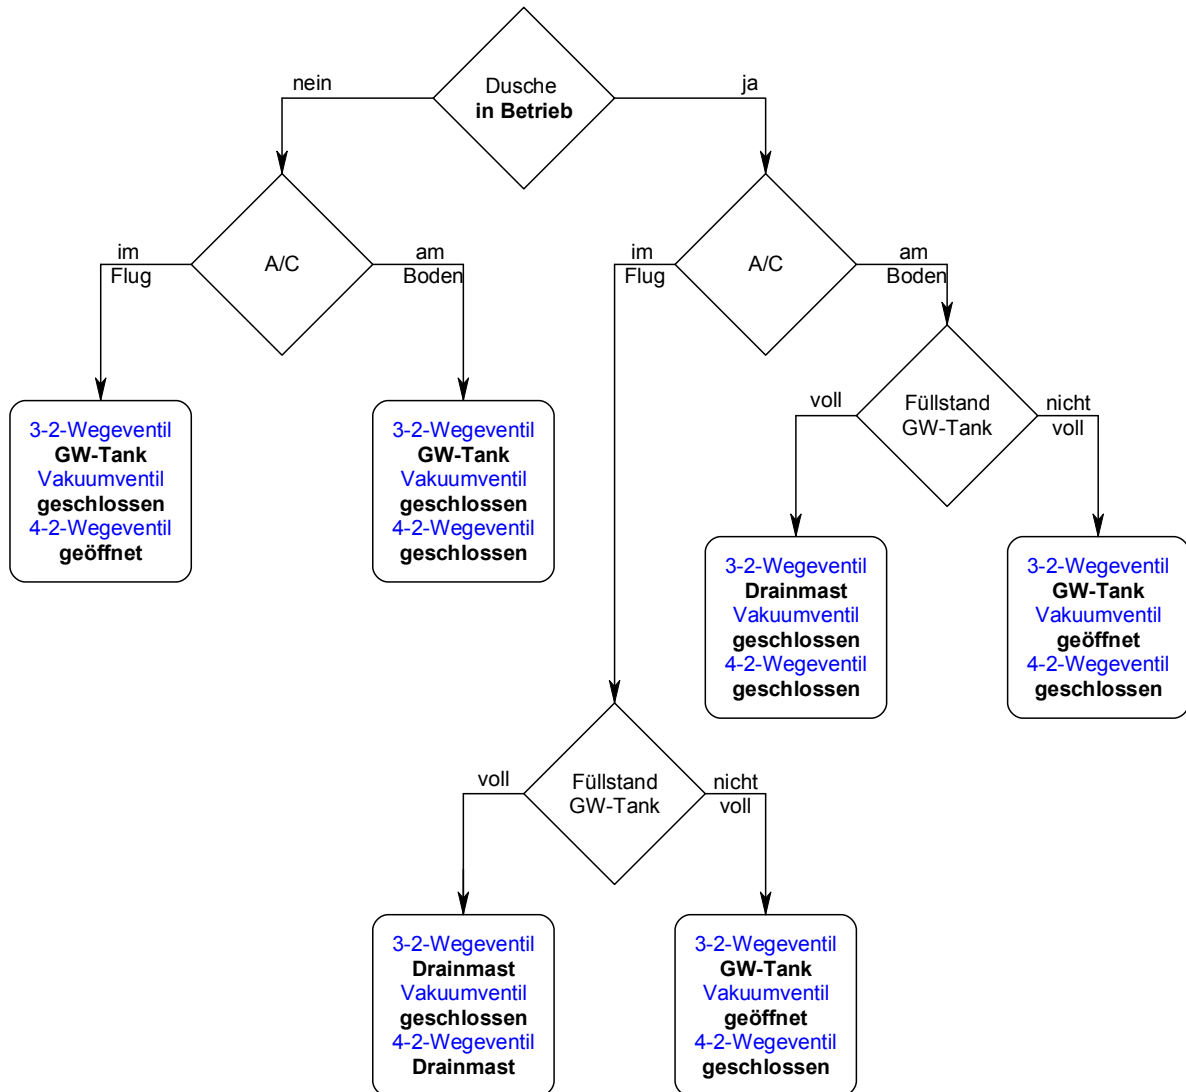 nein
Dusche
in Betrieb
ja
im
Flug
A/C
am
Boden
im
Flug
A/C
am
Boden
3-2-Wegeventil
GW-Tank
Vakuumventil
geschlossen
4-2-Wegeventil
geöffnet
3-2-Wegeventil
GW-Tank
Vakuumventil
geschlossen
4-2-Wegeventil
geschlossen
voll
Füllstand
GW-Tank
nicht
voll
3-2-Wegeventil
Drainmast
Vakuumventil
geschlossen
4-2-Wegeventil
geschlossen
3-2-Wegeventil
GW-Tank
Vakuumventil
geöffnet
4-2-Wegeventil
geschlossen
voll
Füllstand
GW-Tank
nicht
voll
3-2-Wegeventil
Drainmast
Vakuumventil
geschlossen
4-2-Wegeventil
Drainmast
3-2-Wegeventil
GW-Tank
Vakuumventil
geöffnet
4-2-Wegeventil
geschlossen